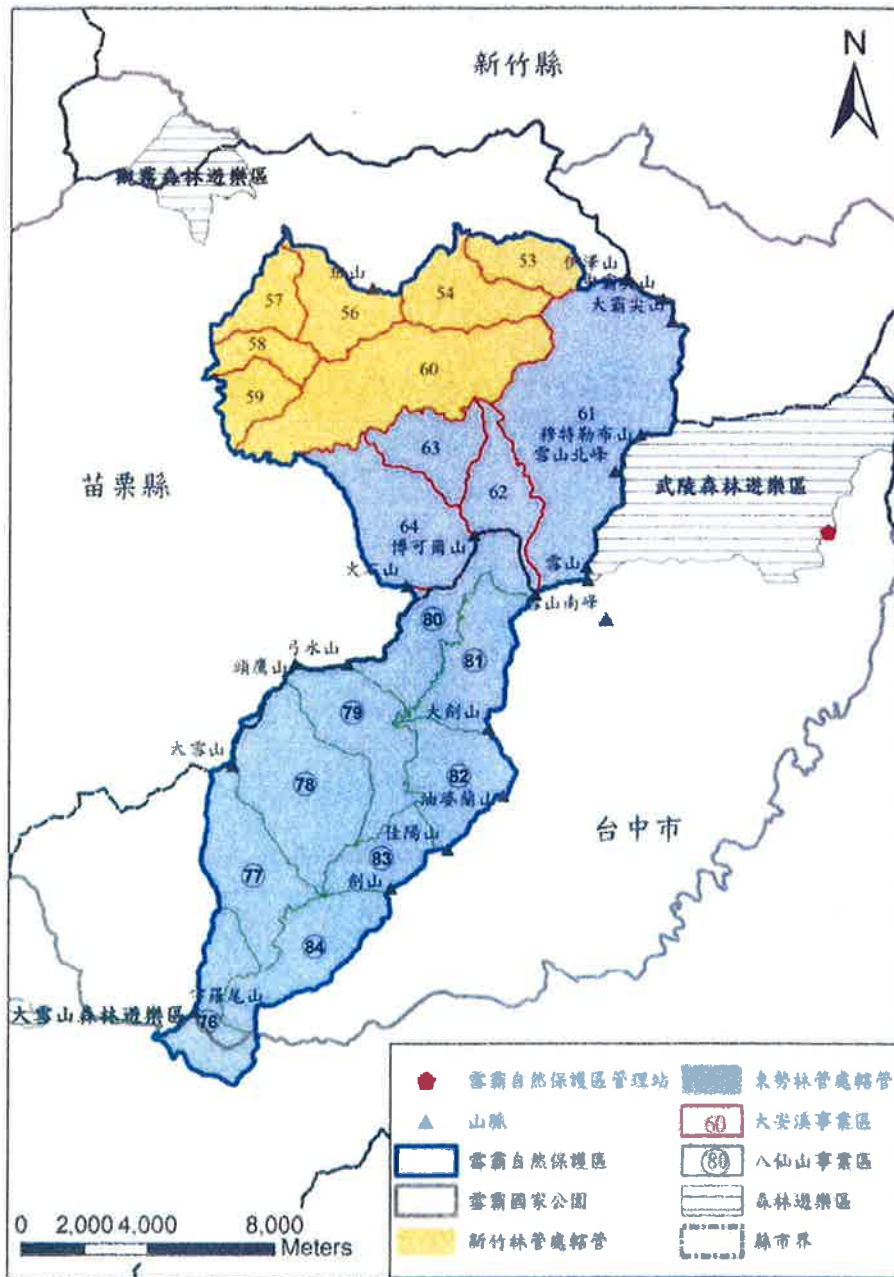 新竹縣
N
觀霧森林遊樂區
53
伊澤山
54
大霸尖山
57
56
58
60
59
61
穆特勒布山
雪山北峰
63
武陵森林遊樂區
苗栗縣
62
64
博可爾山
雪山
火石山
雪山南峰
80
弓水山
81
頭鷹山
79
大劍山
大雪山
82
78
油婆蘭山
台中市
佳陽山
83
77
劍山
84
大雪山森林遊樂區
76
雪霸自然保護區管理站
東勢林管處轄管
山脈
60
大安溪事業區
雪霸自然保護區
80
八仙山事業區
雪霸國家公園
森林遊樂區
新竹林管處轄管
縣市界
0 2,000 4,000 8,000
Meters